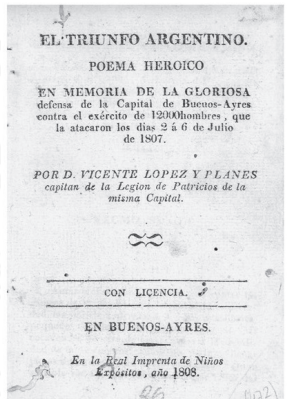 EL TRIUNFO ARGENTINO.
POEMA HEROICO
EN MEMORIA DE LA GLORIOSA
defensa de la Capital de Buenos-Ayres
contra el exército de 12000hombres, que
la atacaron los dias 2 á 6 de Julio
de 1807.
POR D. VICENTE LOPEZ Y PLANES
capitan de la Legion de Patricios de la
misma Capital.
CON LICENCIA.
EN BUENOS-AYRES.
En la Real Imprenta de Niños
Expósitos, año 1808.